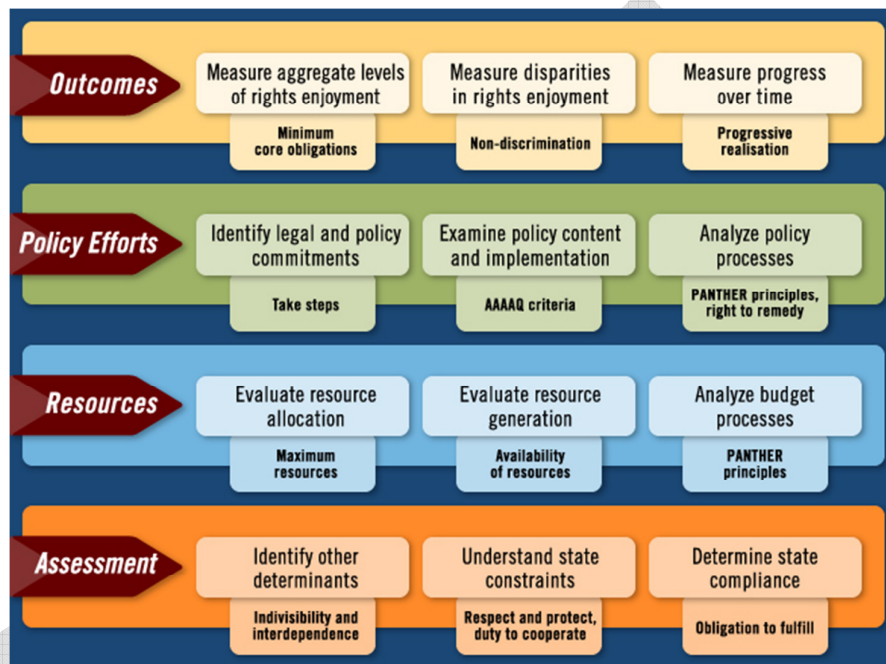 Outcomes
Measure aggregate levels
of rights enjoyment
Minimum
core obligations
Measure disparities
in rights enjoyment
Non-discrimination
Measure progress
over time
Progressive
realisation
Policy Efforts
Identify legal and policy
commitments
Take steps
Examine policy content
and implementation
AAAAQ criteria
Analyze policy
processes
PANTHER principles,
right to remedy
Resources
Evaluate resource
allocation
Maximum
resources
Evaluate resource
generation
Availability
of resources
Analyze budget
processes
PANTHER
principles
Assessment
Identify other
determinants
Indivisibility and
interdependence
Understand state
constraints
Respect and protect,
duty to cooperate
Determine state
compliance
Obligation to fulfill